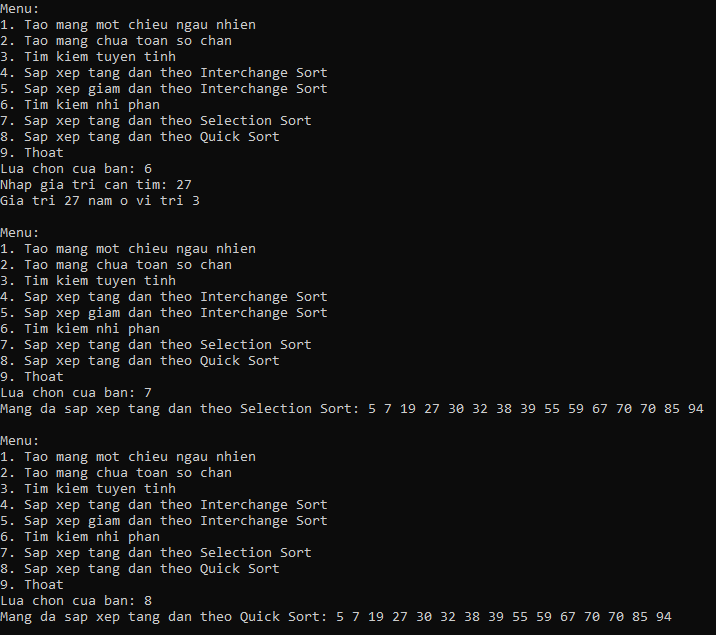 Menu:
1. Tao mang mot chieu ngau nhien
2. Tao mang chua toan so chan
3. Tim kiem tuyen tinh
4. Sap xep tang dan theo Interchange Sort
5. Sap xep giam dan theo Interchange Sort
6. Tim kiem nhi phan
7. Sap xep tang dan theo Selection Sort
8. Sap xep tang dan theo Quick Sort
9. Thoat
Lua chon cua ban: 6
Nhap gia tri can tim: 27
Gia tri 27 nam o vi tri 3

Menu:
1. Tao mang mot chieu ngau nhien
2. Tao mang chua toan so chan
3. Tim kiem tuyen tinh
4. Sap xep tang dan theo Interchange Sort
5. Sap xep giam dan theo Interchange Sort
6. Tim kiem nhi phan
7. Sap xep tang dan theo Selection Sort
8. Sap xep tang dan theo Quick Sort
9. Thoat
Lua chon cua ban: 7
Mang da sap xep tang dan theo Selection Sort: 5 7 19 27 30 32 38 39 55 59 67 70 70 85 94

Menu:
1. Tao mang mot chieu ngau nhien
2. Tao mang chua toan so chan
3. Tim kiem tuyen tinh
4. Sap xep tang dan theo Interchange Sort
5. Sap xep giam dan theo Interchange Sort
6. Tim kiem nhi phan
7. Sap xep tang dan theo Selection Sort
8. Sap xep tang dan theo Quick Sort
9. Thoat
Lua chon cua ban: 8
Mang da sap xep tang dan theo Quick Sort: 5 7 19 27 30 32 38 39 55 59 67 70 70 85 94